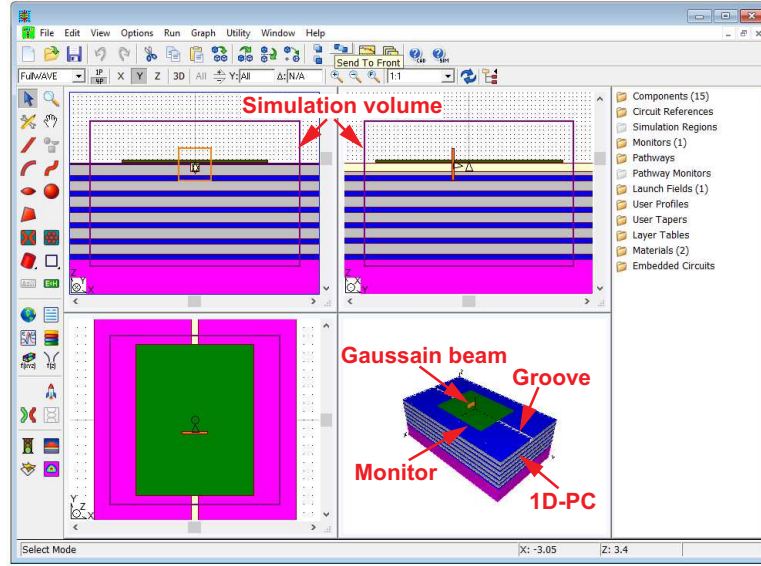 File Edit View Options Run Graph Utility Window Help
Send To Front
FullWAVE
1P
4P
X Y Z 3D All Y: All Δ: N/A
1:1
Simulation volume
Components (15)
Circuit References
Simulation Regions
Monitors (1)
Pathways
Pathway Monitors
Launch Fields (1)
User Profiles
User Tapers
Layer Tables
Materials (2)
Embedded Circuits
Z
Y
X
Z
X
Y
Gaussain beam
Groove
Monitor
1D-PC
Y
Z
X
Select Mode
X: -3.05
Z: 3.4